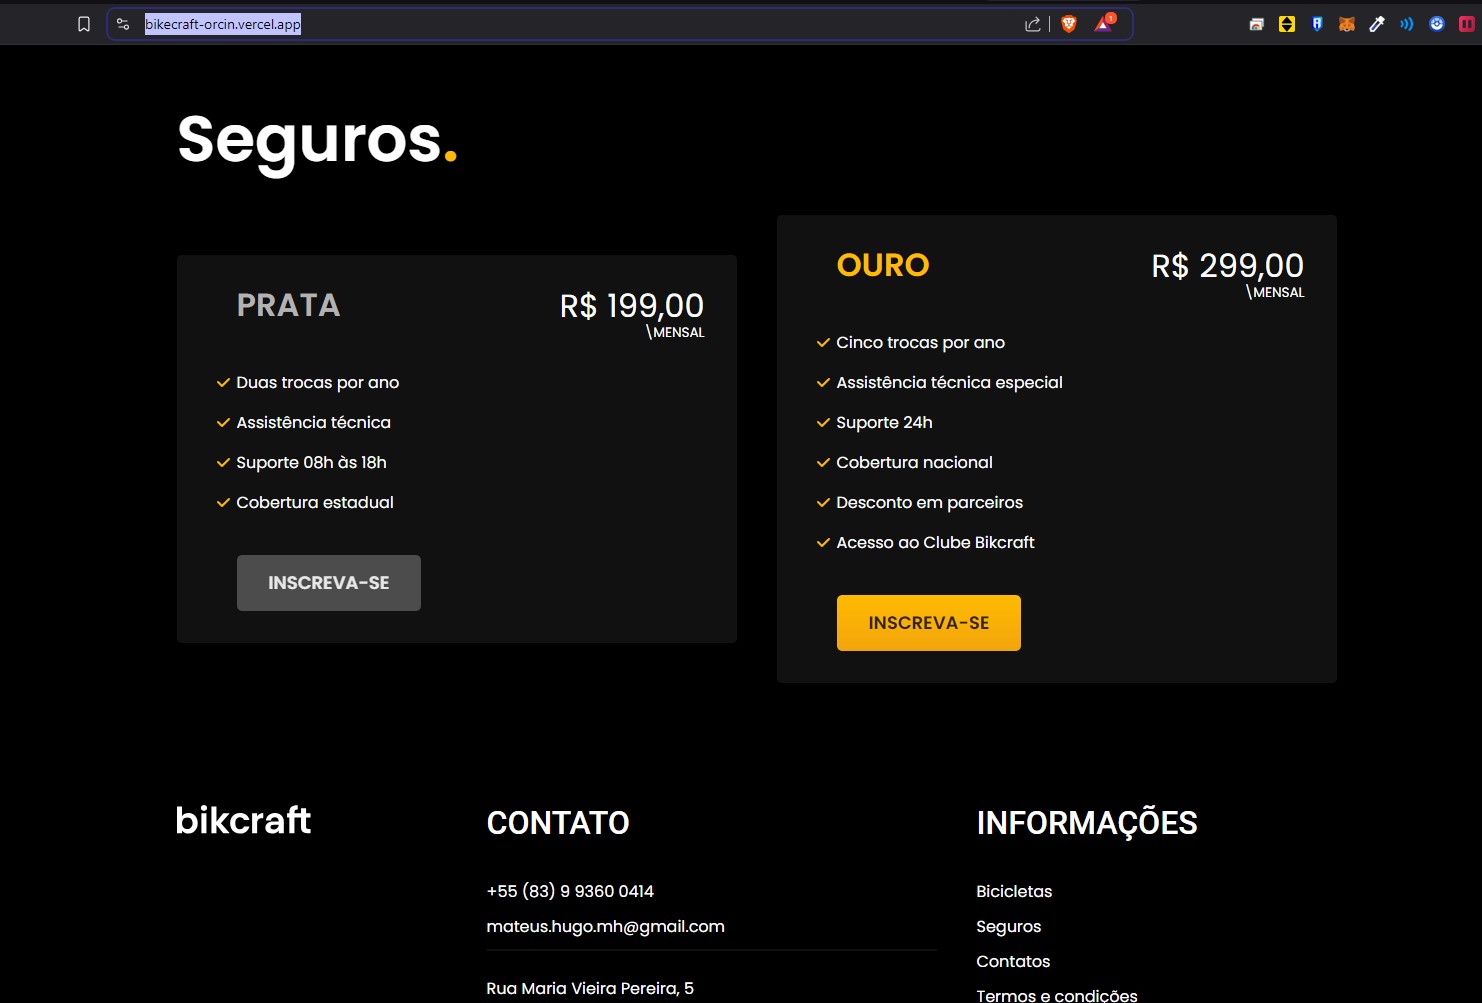 bikecraft-orcin.vercel.app
1
Seguros.
PRATA
R$ 199,00
\MENSAL
Duas trocas por ano
Assistência técnica
Suporte 08h às 18h
Cobertura estadual
INSCREVA-SE
OURO
R$ 299,00
\MENSAL
Cinco trocas por ano
Assistência técnica especial
Suporte 24h
Cobertura nacional
Desconto em parceiros
Acesso ao Clube Bikcraft
INSCREVA-SE
bikcraft
CONTATO
+55 (83) 9 9360 0414
mateus.hugo.mh@gmail.com
Rua Maria Vieira Pereira, 5
INFORMAÇÕES
Bicicletas
Seguros
Contatos
Termos e condições